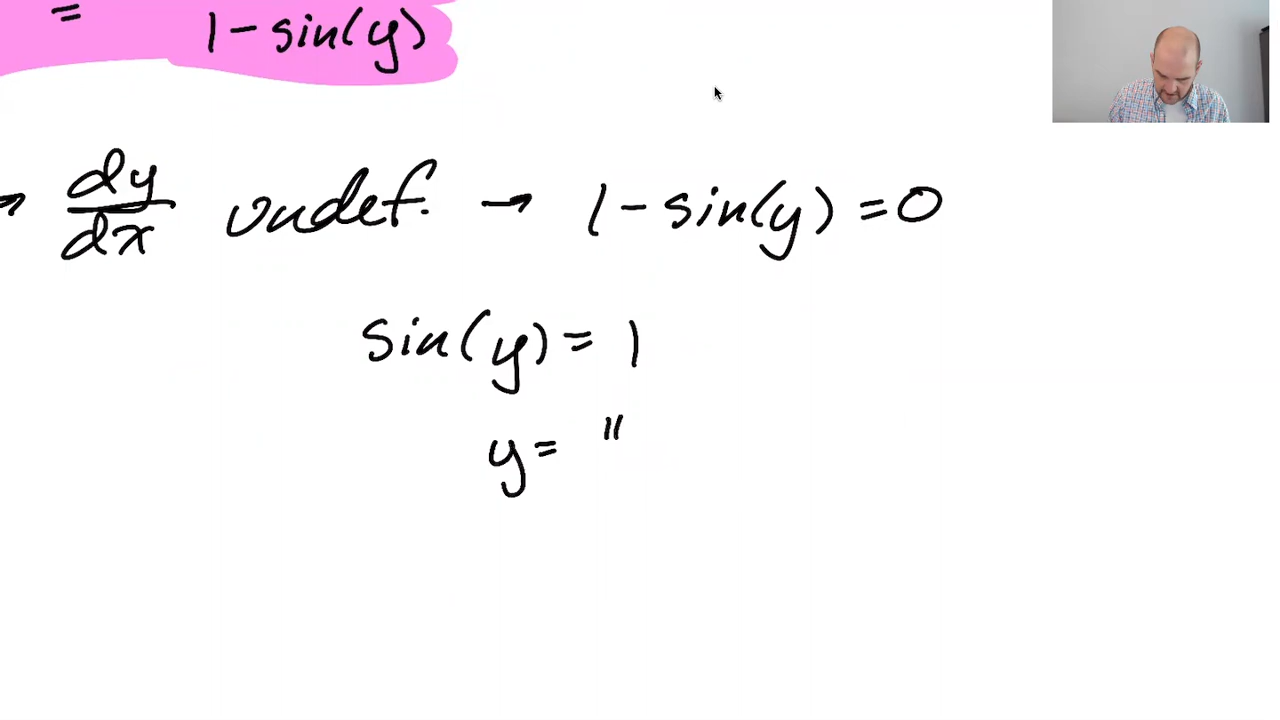 =
1 - sin(y)
→ dy/dx undef. → 1 - sin(y) = 0
sin(y) = 1
y = "